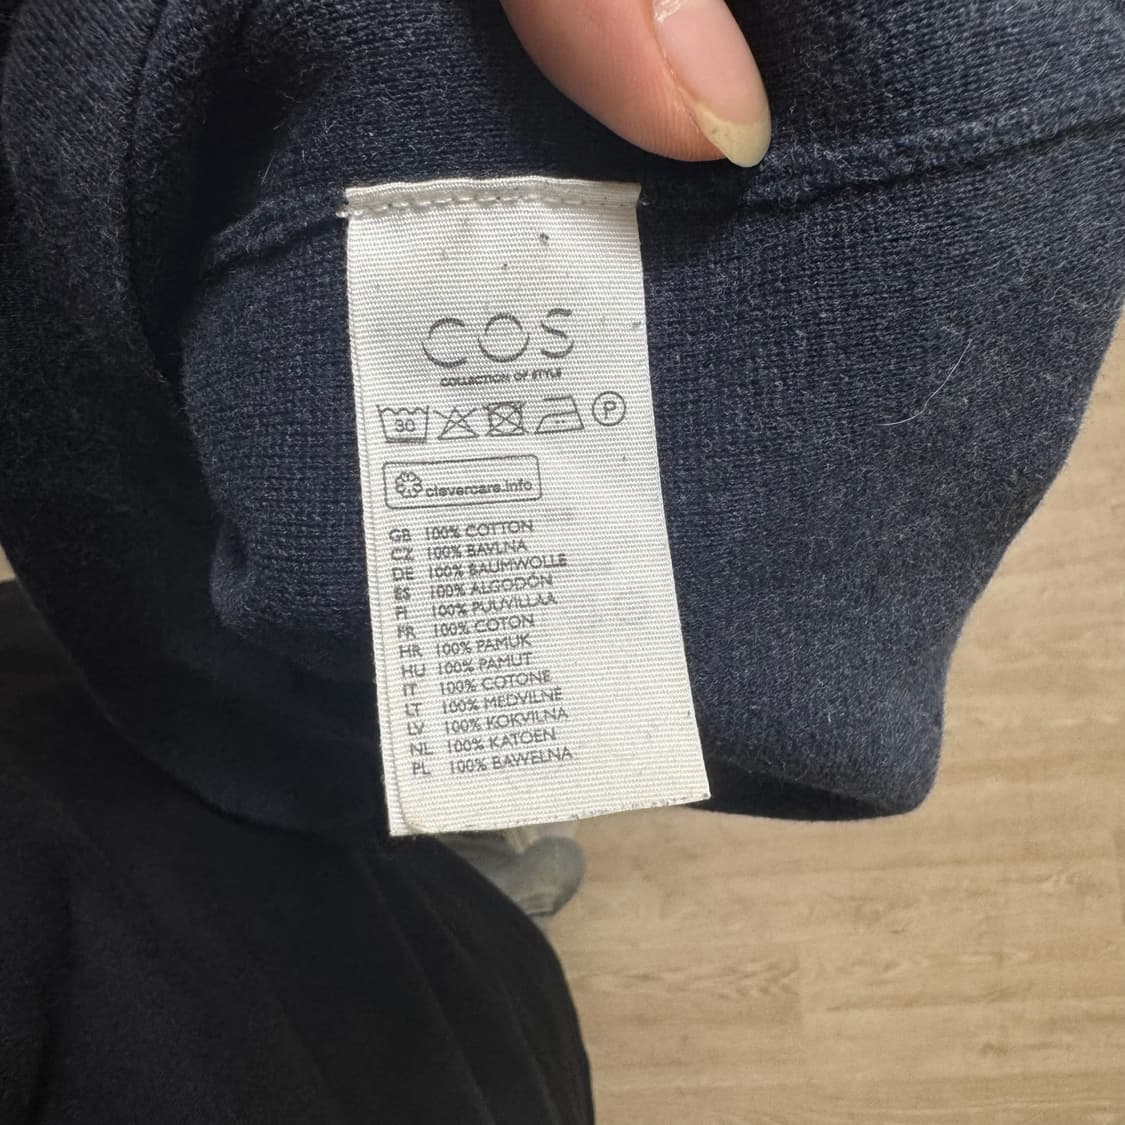 COS
COLLECTION OF STYLE
30 P
clevercare.info
GB 100% COTTON
CZ 100% BAVLNA
DE 100% BAUMWOLLE
ES 100% ALGODÓN
FI 100% PUUVILLAA
FR 100% COTON
HR 100% PAMUK
HU 100% PAMUT
IT 100% COTONE
LT 100% MEDVILNĖ
LV 100% KOKVILNA
NL 100% KATOEN
PL 100% BAWEŁNA